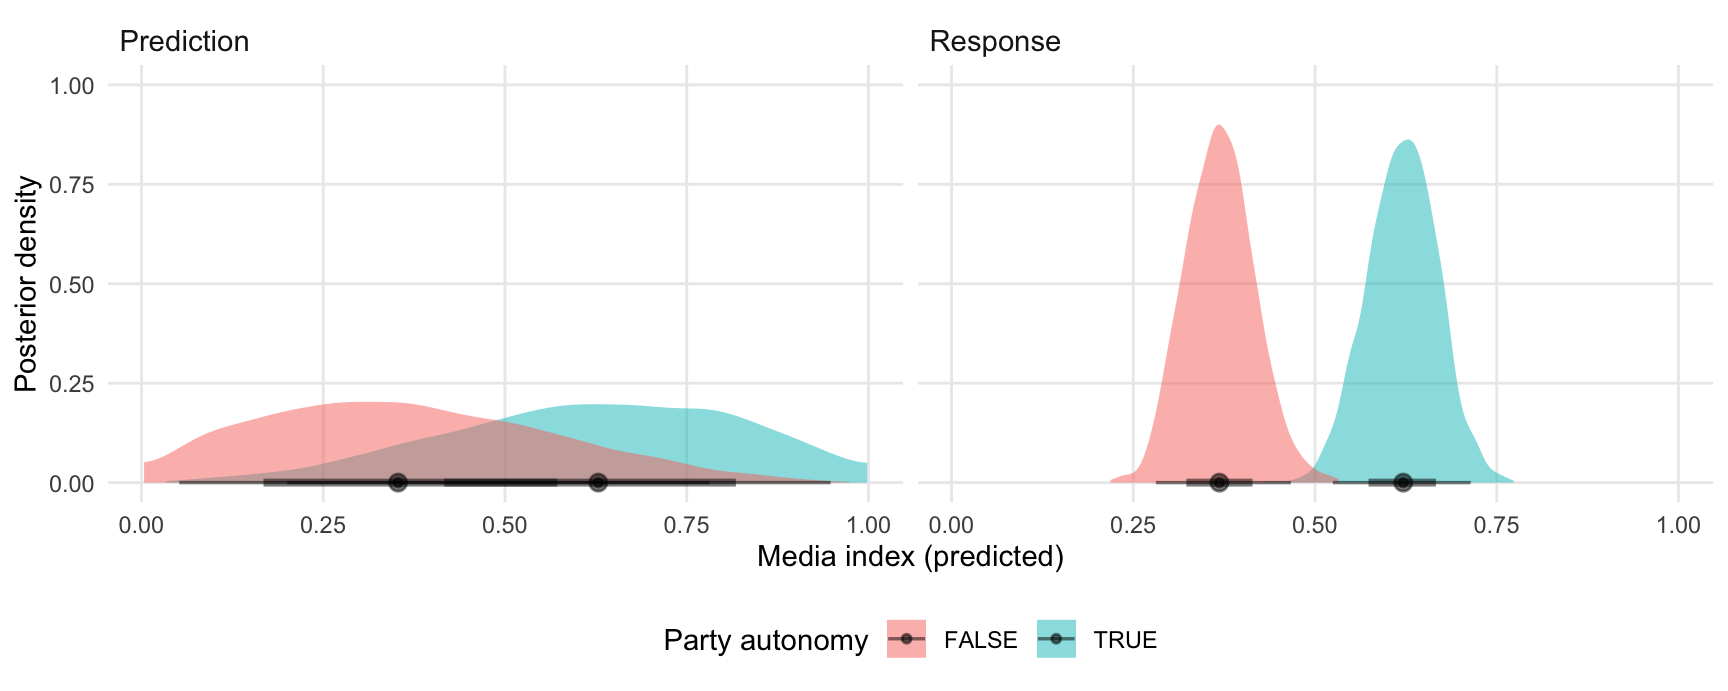 Prediction
Response
Posterior density
1.00
0.75
0.50
0.25
0.00
0.00 0.25 0.50 0.75 1.00
0.00 0.25 0.50 0.75 1.00
Media index (predicted)
Party autonomy FALSE TRUE